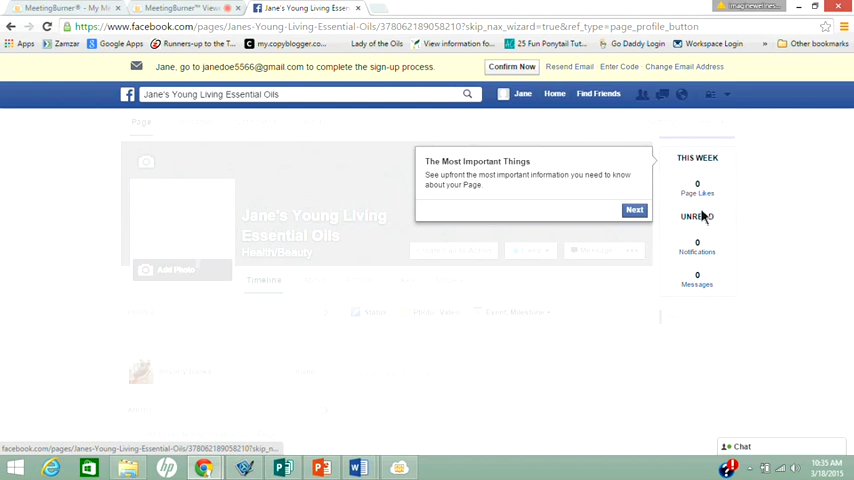 MeetingBurner® - My Me
MeetingBurner™ View
Jane's Young Living Essen
https://www.facebook.com/pages/Janes-Young-Living-Essential-Oils/378062189058210?skip_nax_wizard=true&ref_type=page_profile_button
Apps Zamzar Google Apps Runners-up to the T... my.copyblogger.co... Lady of the Oils View information for... 25 Fun Ponytail Tut... Go Daddy Login Workspace Login » Other bookmarks
Jane, go to janedoe5566@gmail.com to complete the sign-up process. Confirm Now Resend Email Enter Code Change Email Address
Jane's Young Living Essential Oils Jane Home Find Friends
Page
The Most Important Things
See upfront the most important information you need to know
about your Page
Next
THIS WEEK
0
Page Likes
UNREAD
0
Notifications
0
Messages
Jane's Young Living
Essential Oils
Health/Beauty
Message
Add Photo
Timeline
Status Photo / Video Event, Milestone +
Chat
facebook.com/pages/Janes-Young-Living-Essential-Oils/378062189058210?skip_n...
10:35 AM
3/18/2015